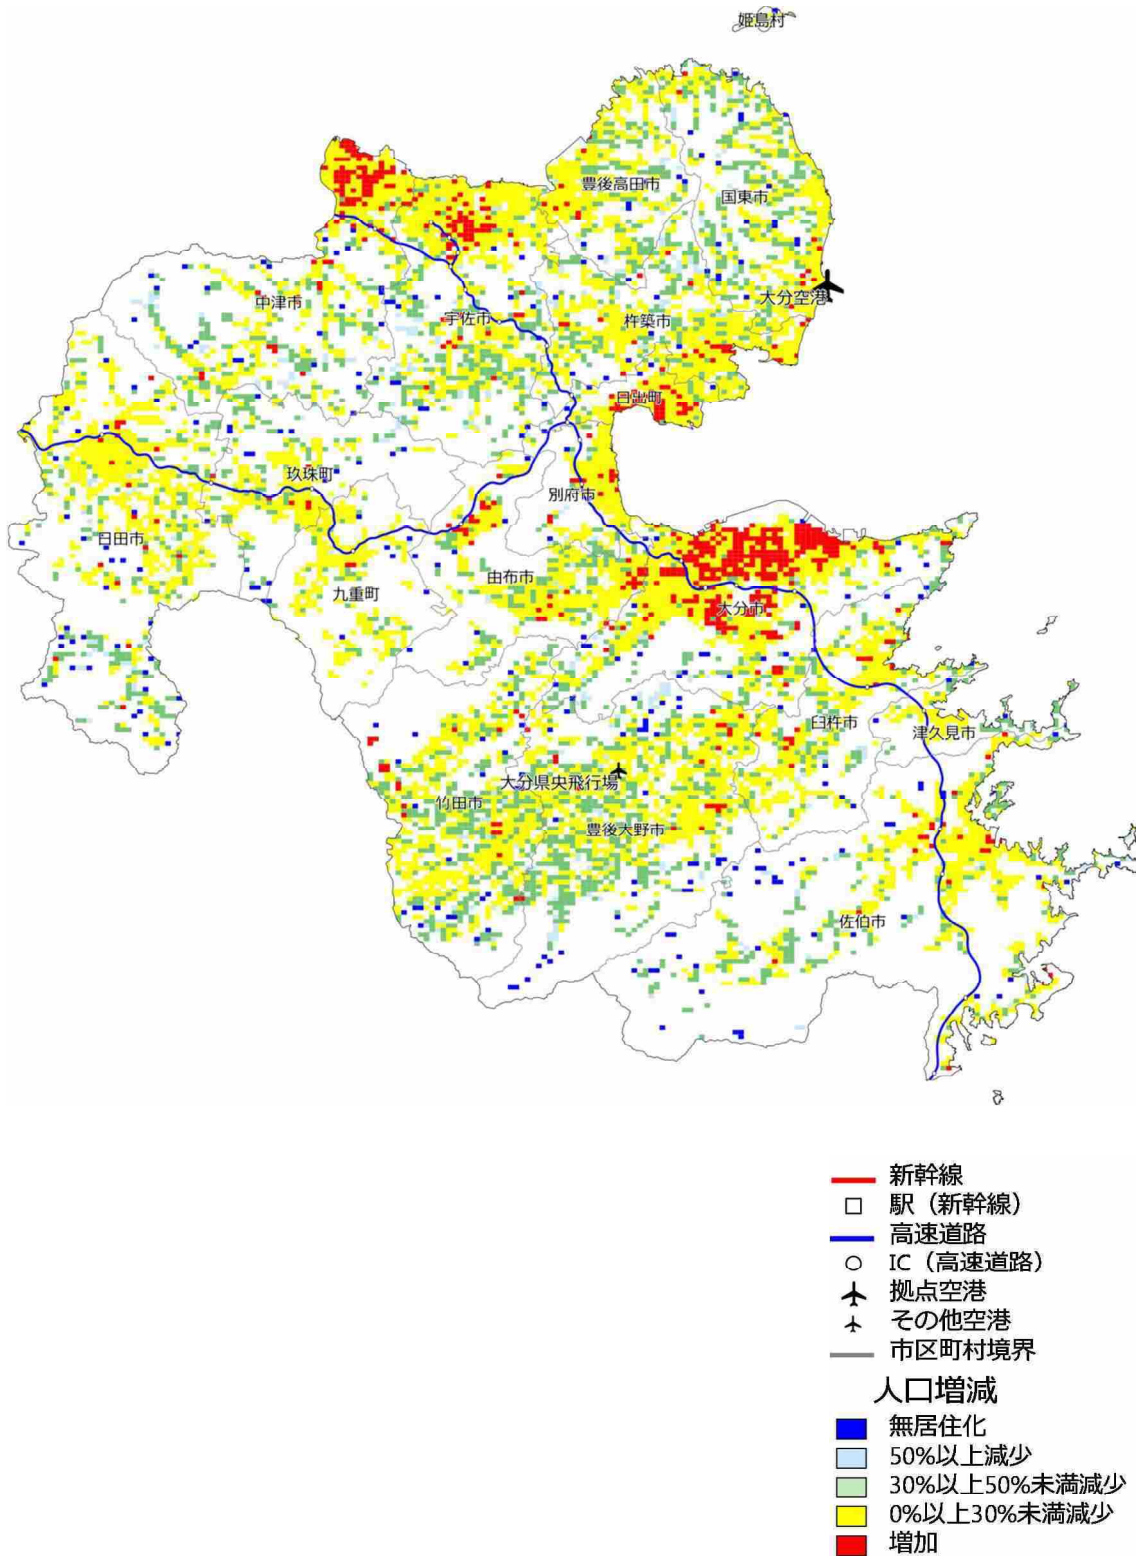 姫島村
豊後高田市
国東市
大分空港
中津市
宇佐市
杵築市
日出町
玖珠町
別府市
日田市
由布市
九重町
大分市
臼杵市
津久見市
大分県央飛行場
竹田市
豊後大野市
佐伯市
新幹線
駅（新幹線）
高速道路
IC（高速道路）
拠点空港
その他空港
市区町村境界
人口増減
無居住化
50%以上減少
30%以上50%未満減少
0%以上30%未満減少
増加